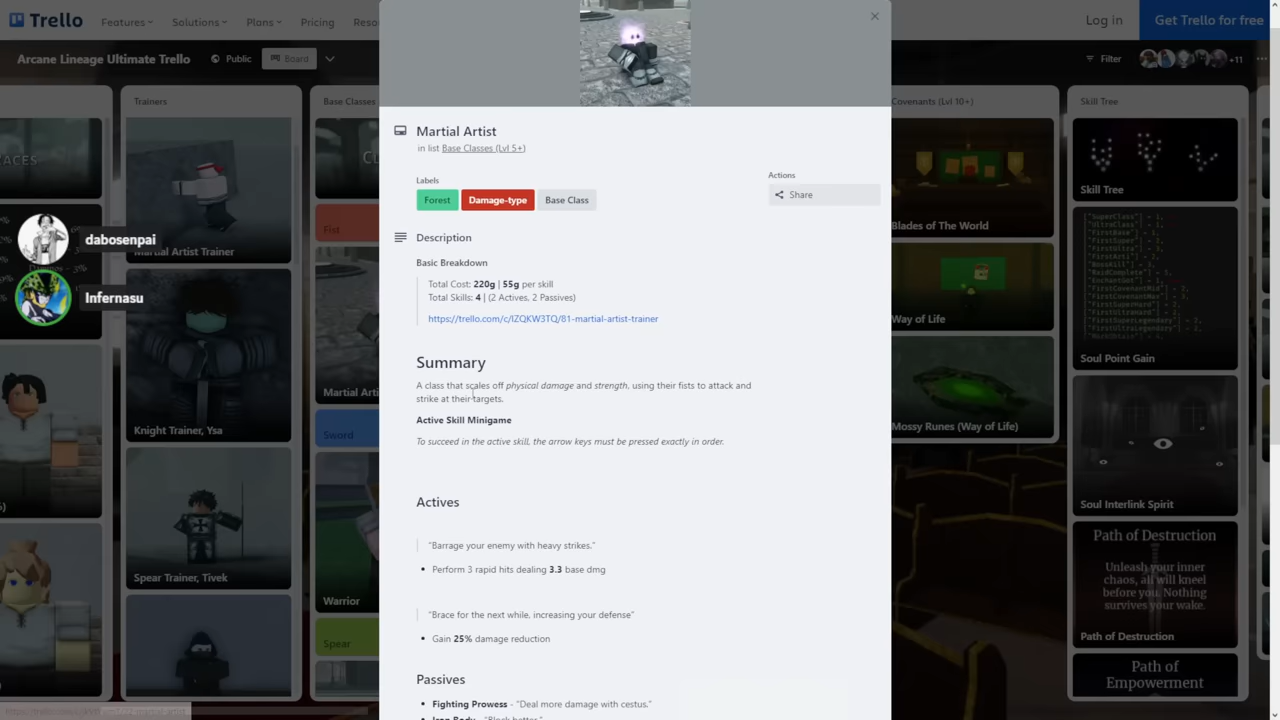 Trello
Features
Solutions
Plans
Pricing
Log in
Get Trello for free
Arcane Lineage Ultimate Trello
Public
Board
Filter
+11
Trainers
Martial Artist Trainer
Knight Trainer, Ysa
Spear Trainer, Tivek
Base Classes
Fist
Martial Ar
Sword
Warrior
Spear
dabosenpai
Infernasu
Martial Artist
in list Base Classes (Lvl 5+)
Labels
Forest
Damage-type
Base Class
Actions
Share
Description
Basic Breakdown
Total Cost: 220g | 55g per skill
Total Skills: 4 | (2 Actives, 2 Passives)
https://trello.com/c/lZQKW3TQ/81-martial-artist-trainer
Summary
A class that scales off physical damage and strength, using their fists to attack and
strike at their targets.
Active Skill Minigame
To succeed in the active skill, the arrow keys must be pressed exactly in order.
Actives
"Barrage your enemy with heavy strikes."
• Perform 3 rapid hits dealing 3.3 base dmg
"Brace for the next while, increasing your defense"
• Gain 25% damage reduction
Passives
• Fighting Prowess - "Deal more damage with cestus."
Covenants (Lvl 10+)
Blades of The World
Way of Life
Mossy Runes (Way of Life)
Skill Tree
Skill Tree
Soul Point Gain
Soul Interlink Spirit
Path of Destruction
Unleash your inner
chaos, all will kneel
before you. Nothing
survives your wake.
Path of Destruction
Path of
Empowerment